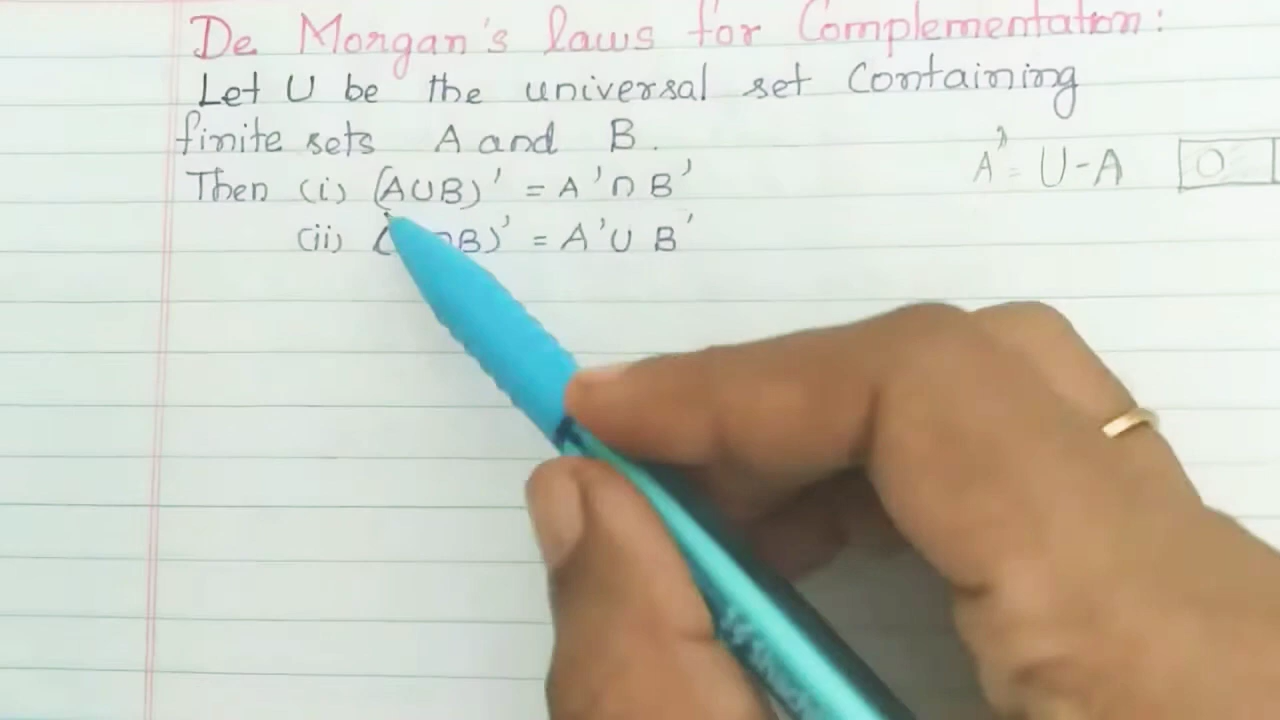 De Morgan's laws for Complementation:
Let U be the universal set Containing
finite sets A and B.
A' = U-A
Then (i) (A∪B)' = A'∩B'
(ii) ( ∩B)' = A'∪ B'